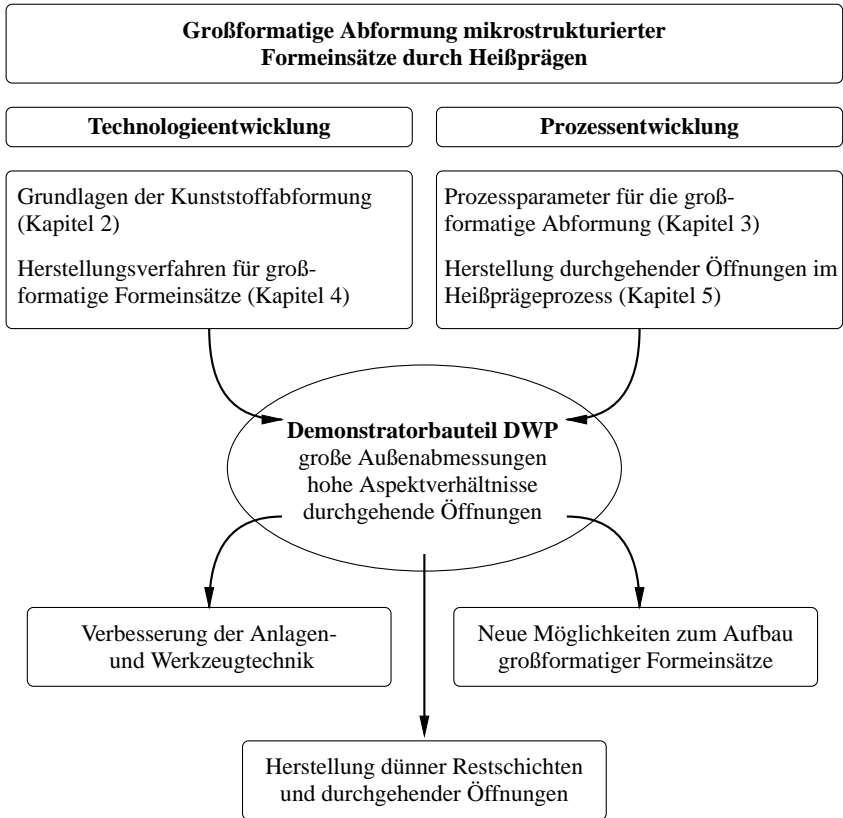 Großformatige Abformung mikrostrukturierter
Formeinsätze durch Heißprägen
Technologieentwicklung
Prozessentwicklung
Grundlagen der Kunststoffabformung
(Kapitel 2)
Herstellungsverfahren für groß-
formatige Formeinsätze (Kapitel 4)
Prozessparameter für die groß-
formatige Abformung (Kapitel 3)
Herstellung durchgehender Öffnungen im
Heißprägeprozess (Kapitel 5)
Demonstratorbauteil DWP
große Außenabmessungen
hohe Aspektverhältnisse
durchgehende Öffnungen
Verbesserung der Anlagen-
und Werkzeugtechnik
Neue Möglichkeiten zum Aufbau
großformatiger Formeinsätze
Herstellung dünner Restschichten
und durchgehender Öffnungen